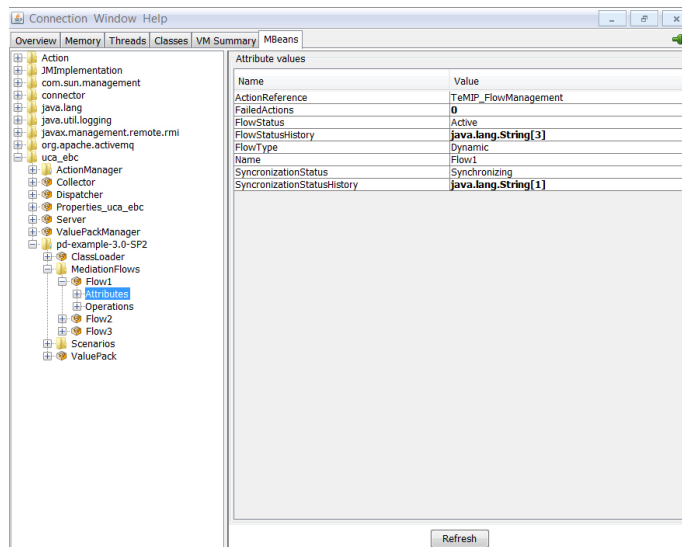 Connection Window Help
Overview Memory Threads Classes VM Summary MBeans
Action
JMImplementation
com.sun.management
connector
java.lang
java.util.logging
javax.management.remote.rmi
org.apache.activemq
uca_ebc
ActionManager
Collector
Dispatcher
Properties_uca_ebc
Server
ValuePackManager
pd-example-3.0-SP2
ClassLoader
MediationFlows
Flow1
Attributes
Operations
Flow2
Flow3
Scenarios
ValuePack
Attribute values
Name Value
ActionReference TeMIP_FlowManagement
FailedActions 0
FlowStatus Active
FlowStatusHistory java.lang.String[3]
FlowType Dynamic
Name Flow1
SyncronizationStatus Synchronizing
SyncronizationStatusHistory java.lang.String[1]
Refresh